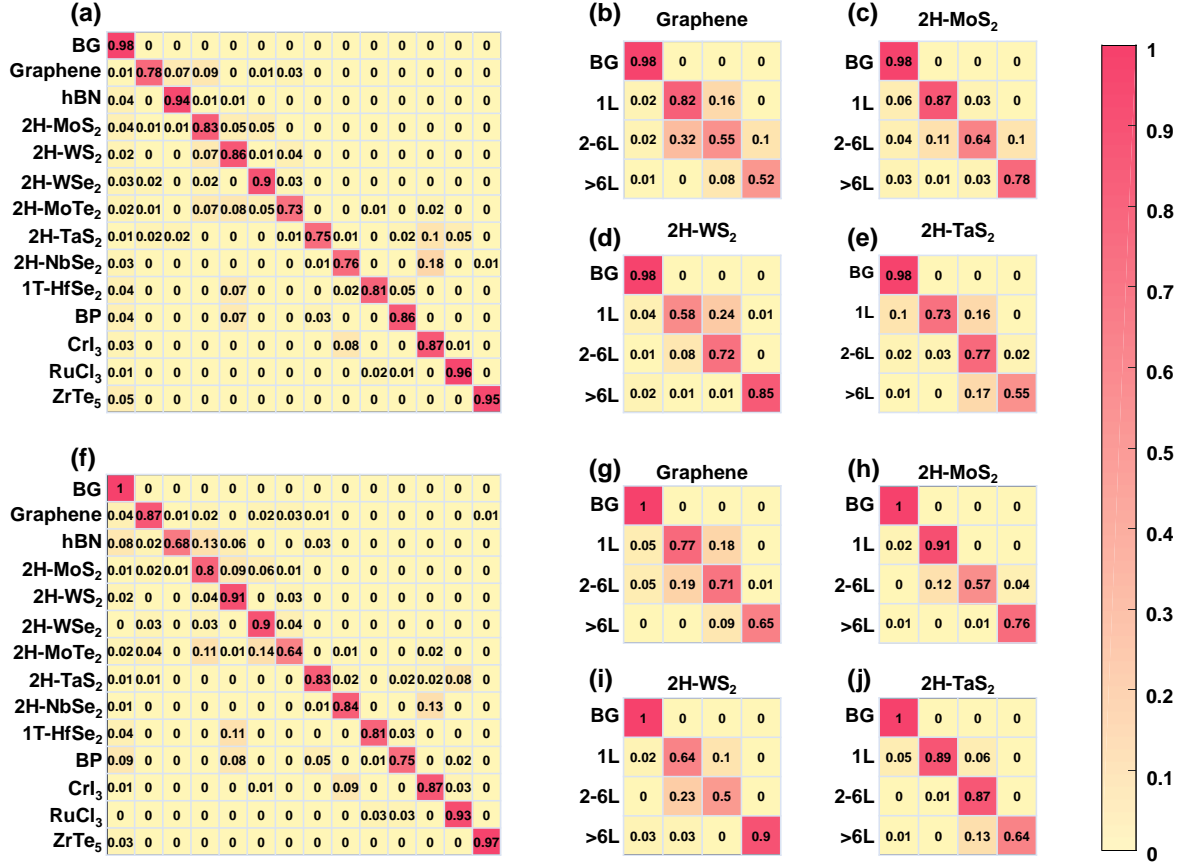 (a)
BG 0.98 0 0 0 0 0 0 0 0 0 0 0 0 0
Graphene 0.01 0.78 0.07 0.09 0 0.01 0.03 0 0 0 0 0 0 0
hBN 0.04 0 0.94 0.01 0.01 0 0 0 0 0 0 0 0 0
2H-MoS₂ 0.04 0.01 0.01 0.83 0.05 0.05 0 0 0 0 0 0 0 0
2H-WS₂ 0.02 0 0 0.07 0.86 0.01 0.04 0 0 0 0 0 0 0
2H-WSe₂ 0.03 0.02 0 0.02 0 0.9 0.03 0 0 0 0 0 0 0
2H-MoTe₂ 0.02 0.01 0 0.07 0.08 0.05 0.73 0 0 0.01 0 0.02 0 0
2H-TaS₂ 0.01 0.02 0.02 0 0 0 0.01 0.75 0.01 0 0.02 0.1 0.05 0
2H-NbSe₂ 0.03 0 0 0 0 0 0 0.01 0.76 0 0 0.18 0 0.01
1T-HfSe₂ 0.04 0 0 0 0.07 0 0 0 0.02 0.81 0.05 0 0 0
BP 0.04 0 0 0 0.07 0 0 0.03 0 0 0.86 0 0 0
CrI₃ 0.03 0 0 0 0 0 0 0 0.08 0 0 0.87 0.01 0
RuCl₃ 0.01 0 0 0 0 0 0 0 0 0.02 0.01 0 0.96 0
ZrTe₅ 0.05 0 0 0 0 0 0 0 0 0 0 0 0 0.95
(b) Graphene
BG 0.98 0 0 0
1L 0.02 0.82 0.16 0
2-6L 0.02 0.32 0.55 0.1
>6L 0.01 0 0.08 0.52
(c) 2H-MoS₂
BG 0.98 0 0 0
1L 0.06 0.87 0.03 0
2-6L 0.04 0.11 0.64 0.1
>6L 0.03 0.01 0.03 0.78
(d) 2H-WS₂
BG 0.98 0 0 0
1L 0.04 0.58 0.24 0.01
2-6L 0.01 0.08 0.72 0
>6L 0.02 0.01 0.01 0.85
(e) 2H-TaS₂
BG 0.98 0 0 0
1L 0.1 0.73 0.16 0
2-6L 0.02 0.03 0.77 0.02
>6L 0.01 0 0.17 0.55
(f)
BG 1 0 0 0 0 0 0 0 0 0 0 0 0 0
Graphene 0.04 0.87 0.01 0.02 0 0.02 0.03 0.01 0 0 0 0 0 0.01
hBN 0.08 0.02 0.68 0.13 0.06 0 0 0.03 0 0 0 0 0 0
2H-MoS₂ 0.01 0.02 0.01 0.8 0.09 0.06 0.01 0 0 0 0 0 0 0
2H-WS₂ 0.02 0 0 0.04 0.91 0 0.03 0 0 0 0 0 0 0
2H-WSe₂ 0 0.03 0 0.03 0 0.9 0.04 0 0 0 0 0 0 0
2H-MoTe₂ 0.02 0.04 0 0.11 0.01 0.14 0.64 0 0.01 0 0 0.02 0 0
2H-TaS₂ 0.01 0.01 0 0 0 0 0 0.83 0.02 0 0.02 0.02 0.08 0
2H-NbSe₂ 0.01 0 0 0 0 0 0 0.01 0.84 0 0 0.13 0 0
1T-HfSe₂ 0.04 0 0 0 0.11 0 0 0 0 0.81 0.03 0 0 0
BP 0.09 0 0 0 0.08 0 0 0.05 0 0.01 0.75 0 0.02 0
CrI₃ 0.01 0 0 0 0 0.01 0 0 0.09 0 0 0.87 0.03 0
RuCl₃ 0 0 0 0 0 0 0 0 0 0.03 0.03 0 0.93 0
ZrTe₅ 0.03 0 0 0 0 0 0 0 0 0 0 0 0 0.97
(g) Graphene
BG 1 0 0 0
1L 0.05 0.77 0.18 0
2-6L 0.05 0.19 0.71 0.01
>6L 0 0 0.09 0.65
(h) 2H-MoS₂
BG 1 0 0 0
1L 0.02 0.91 0 0
2-6L 0 0.12 0.57 0.04
>6L 0.01 0 0.01 0.76
(i) 2H-WS₂
BG 1 0 0 0
1L 0.02 0.64 0.1 0
2-6L 0 0.23 0.5 0
>6L 0.03 0.03 0 0.9
(j) 2H-TaS₂
BG 1 0 0 0
1L 0.05 0.89 0.06 0
2-6L 0 0.01 0.87 0
>6L 0.01 0 0.13 0.64
1
0.9
0.8
0.7
0.6
0.5
0.4
0.3
0.2
0.1
0